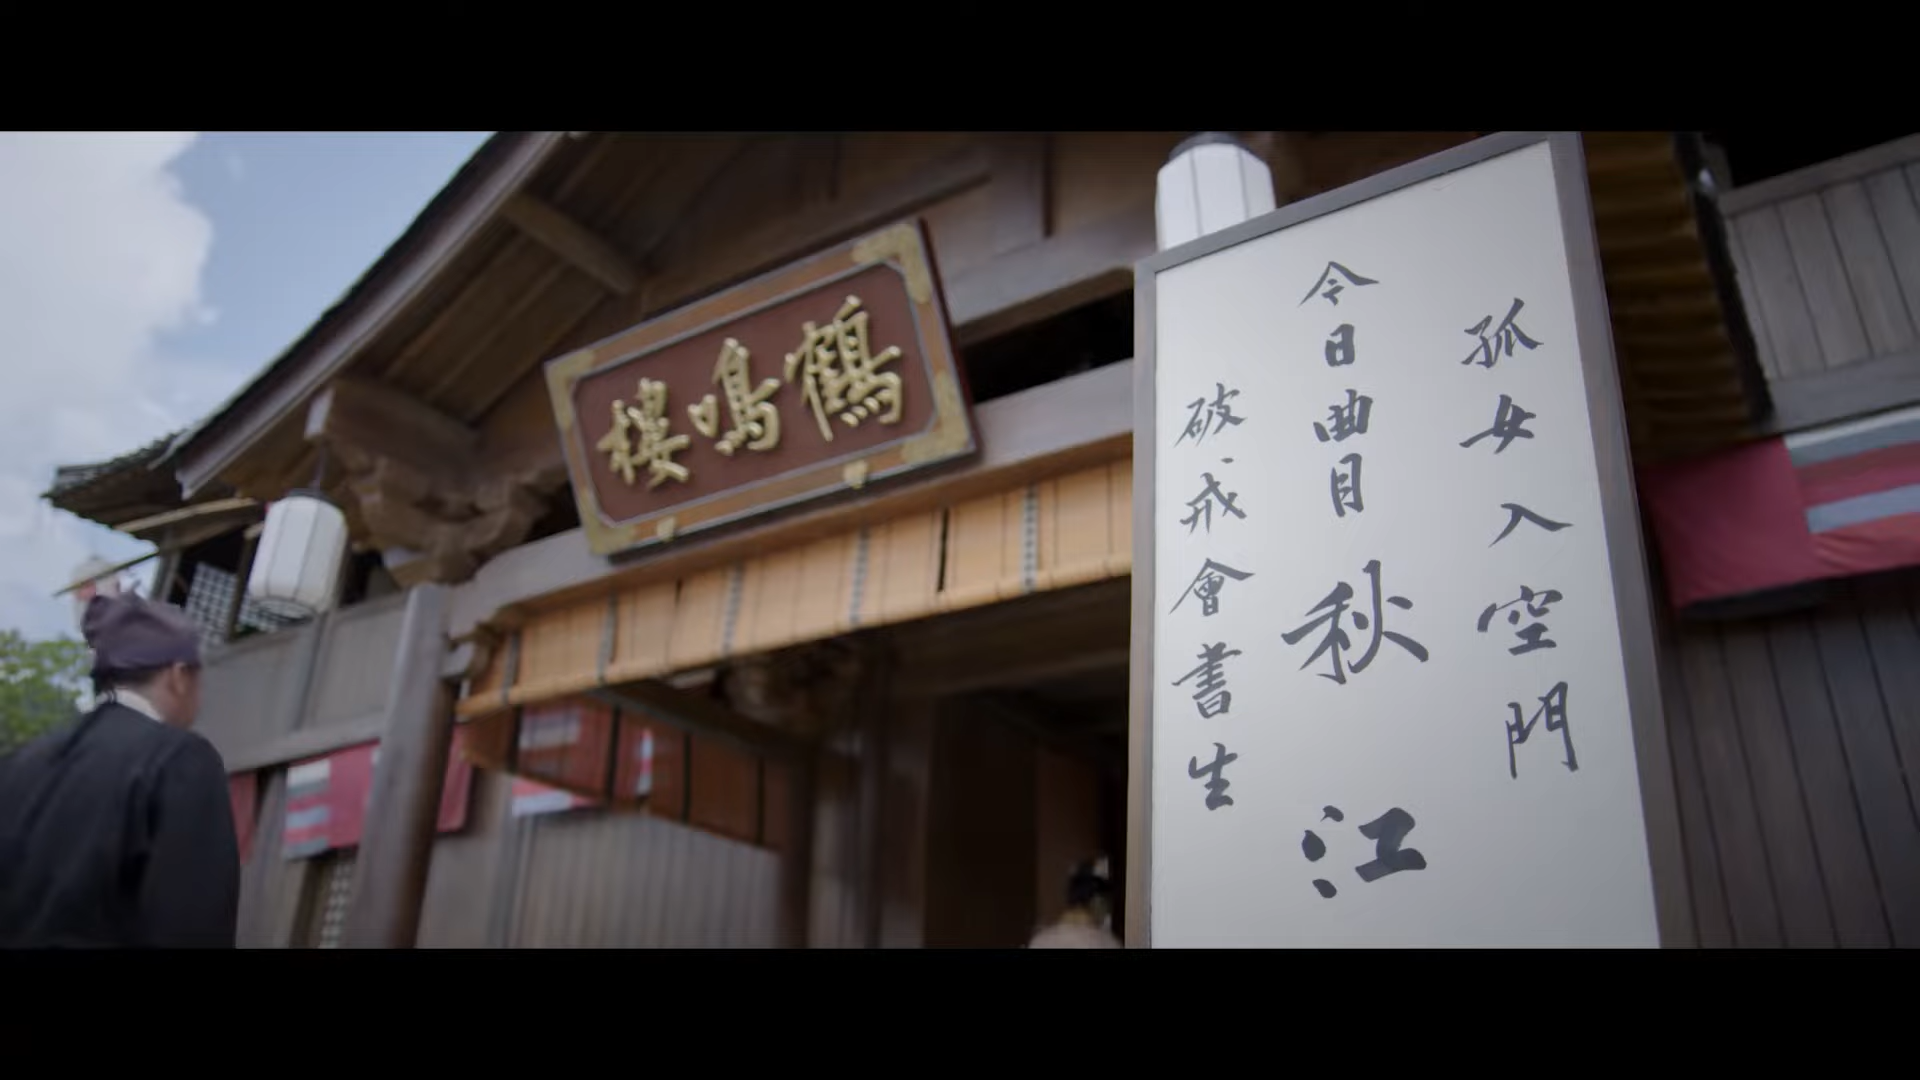 鶴鳴樓
孤女入空門
今日曲目 秋江
破戒會書生